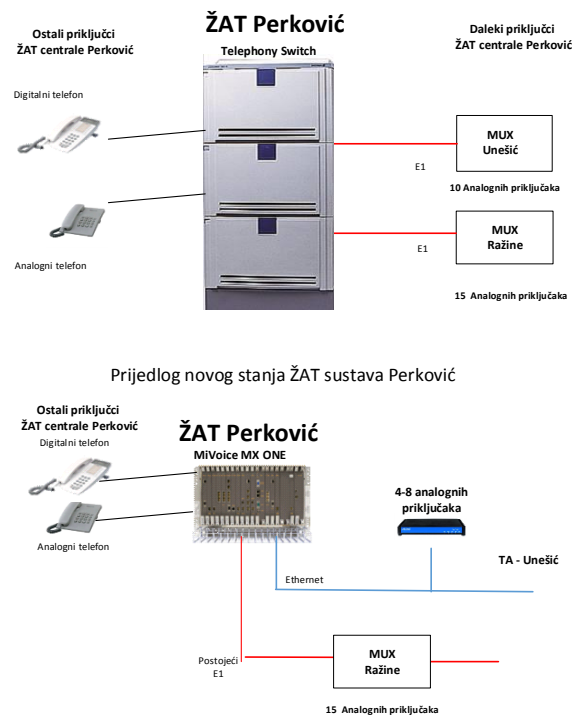 Ostali priključci
ŽAT centrale Perković
ŽAT Perković
Telephony Switch
Daleki priključci
ŽAT centrale Perković
Digitalni telefon
MUX
Unešić
E1
10 Analognih priključaka
MUX
Ražine
Analogni telefon
E1
15 Analognih priključaka
Prijedlog novog stanja ŽAT sustava Perković
Ostali priključci
ŽAT centrale Perković
Digitalni telefon
ŽAT Perković
MiVoice MX ONE
4-8 analognih
priključaka
Analogni telefon
TA - Unešić
Ethernet
Postojeći
E1
MUX
Ražine
15 Analognih priključaka